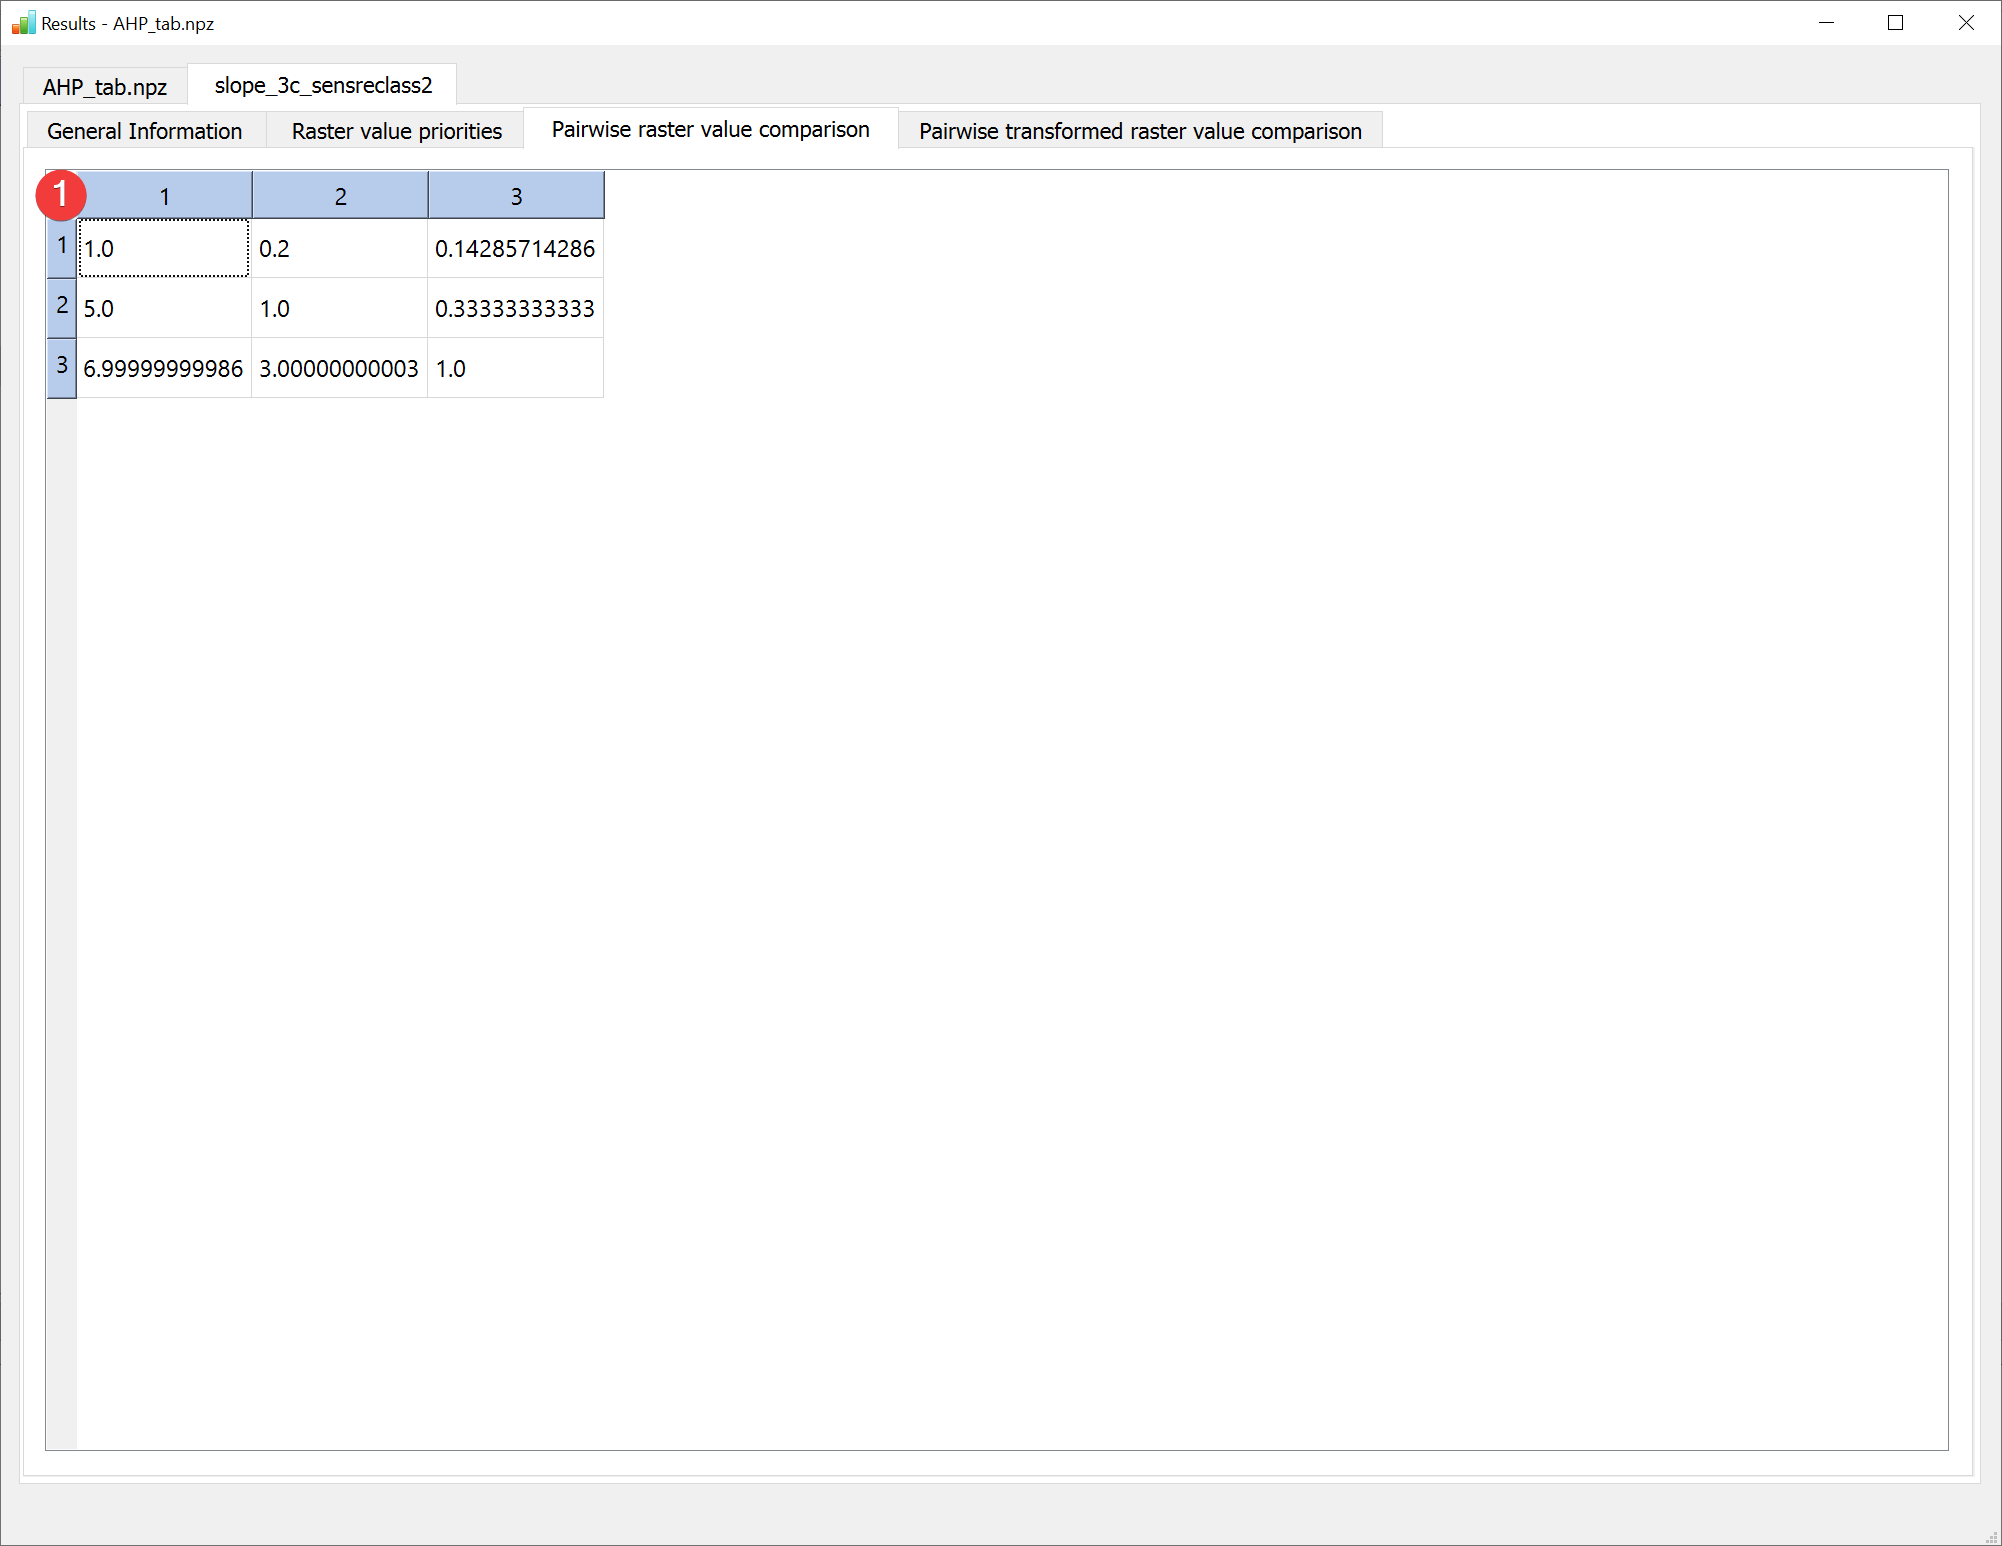 Results - AHP_tab.npz
AHP_tab.npz slope_3c_sensreclass2
General Information Raster value priorities Pairwise raster value comparison Pairwise transformed raster value comparison
1 1 2 3
1 1.0 0.2 0.14285714286
2 5.0 1.0 0.33333333333
3 6.99999999986 3.00000000003 1.0